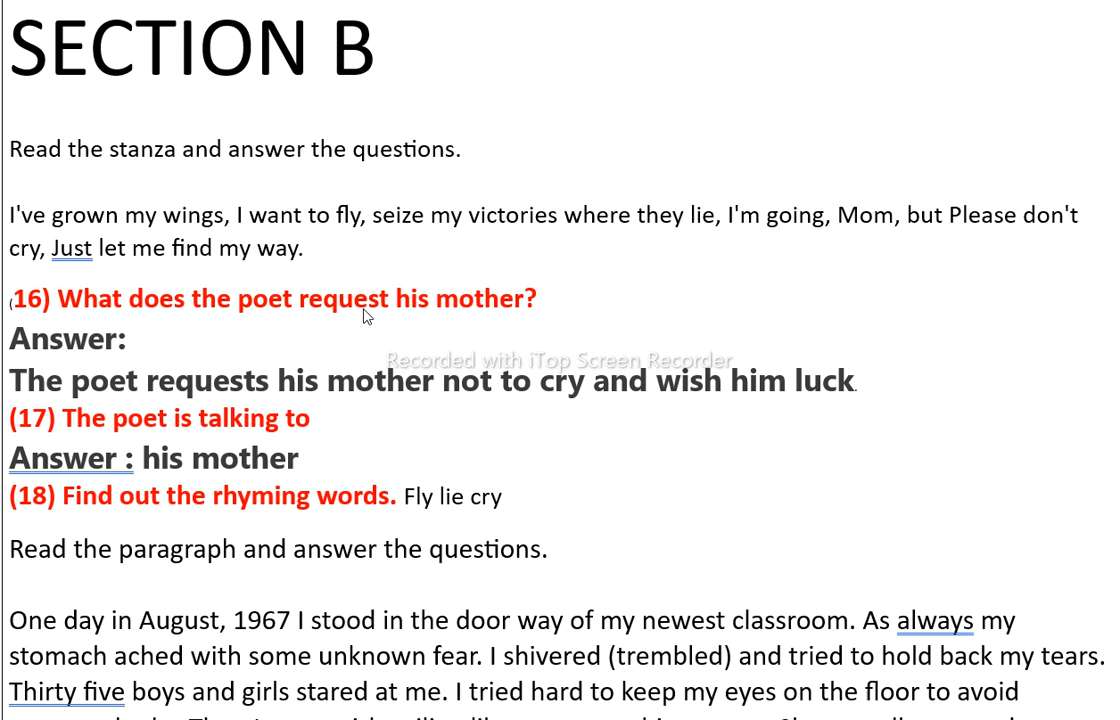 SECTION B
Read the stanza and answer the questions.
I've grown my wings, I want to fly, seize my victories where they lie, I'm going, Mom, but Please don't
cry, Just let me find my way.
(16) What does the poet request his mother?
Answer:
Recorded with iTop Screen Recorder
The poet requests his mother not to cry and wish him luck.
(17) The poet is talking to
Answer : his mother
(18) Find out the rhyming words. Fly lie cry
Read the paragraph and answer the questions.
One day in August, 1967 I stood in the door way of my newest classroom. As always my
stomach ached with some unknown fear. I shivered (trembled) and tried to hold back my tears.
Thirty five boys and girls stared at me. I tried hard to keep my eyes on the floor to avoid